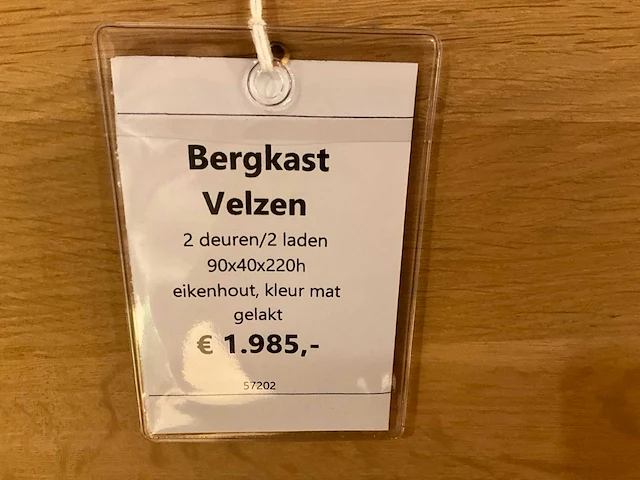 Bergkast
Velzen
2 deuren/2 laden
90x40x220h
eikenhout, kleur mat
gelakt
€ 1.985,-
57202